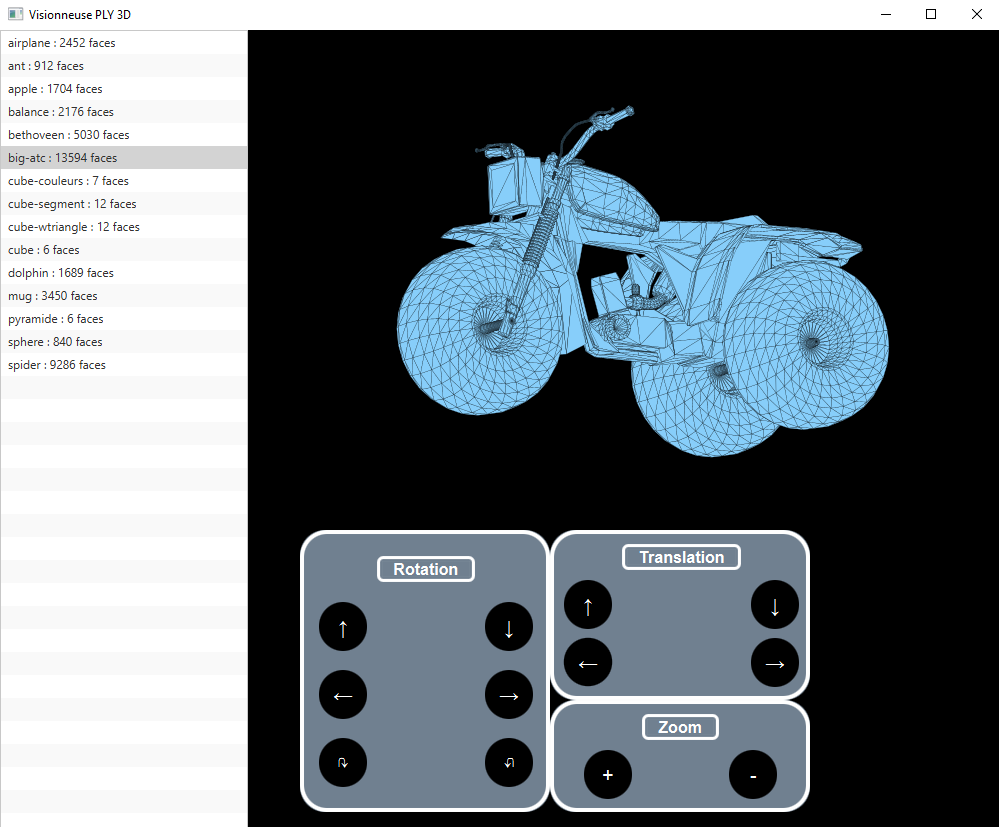 Visionneuse PLY 3D
airplane : 2452 faces
ant : 912 faces
apple : 1704 faces
balance : 2176 faces
bethoveen : 5030 faces
big-atc : 13594 faces
cube-couleurs : 7 faces
cube-segment : 12 faces
cube-wtriangle : 12 faces
cube : 6 faces
dolphin : 1689 faces
mug : 3450 faces
pyramide : 6 faces
sphere : 840 faces
spider : 9286 faces
Rotation
↑ ↓
← →
↷ ↶
Translation
↑ ↓
← →
Zoom
+ -